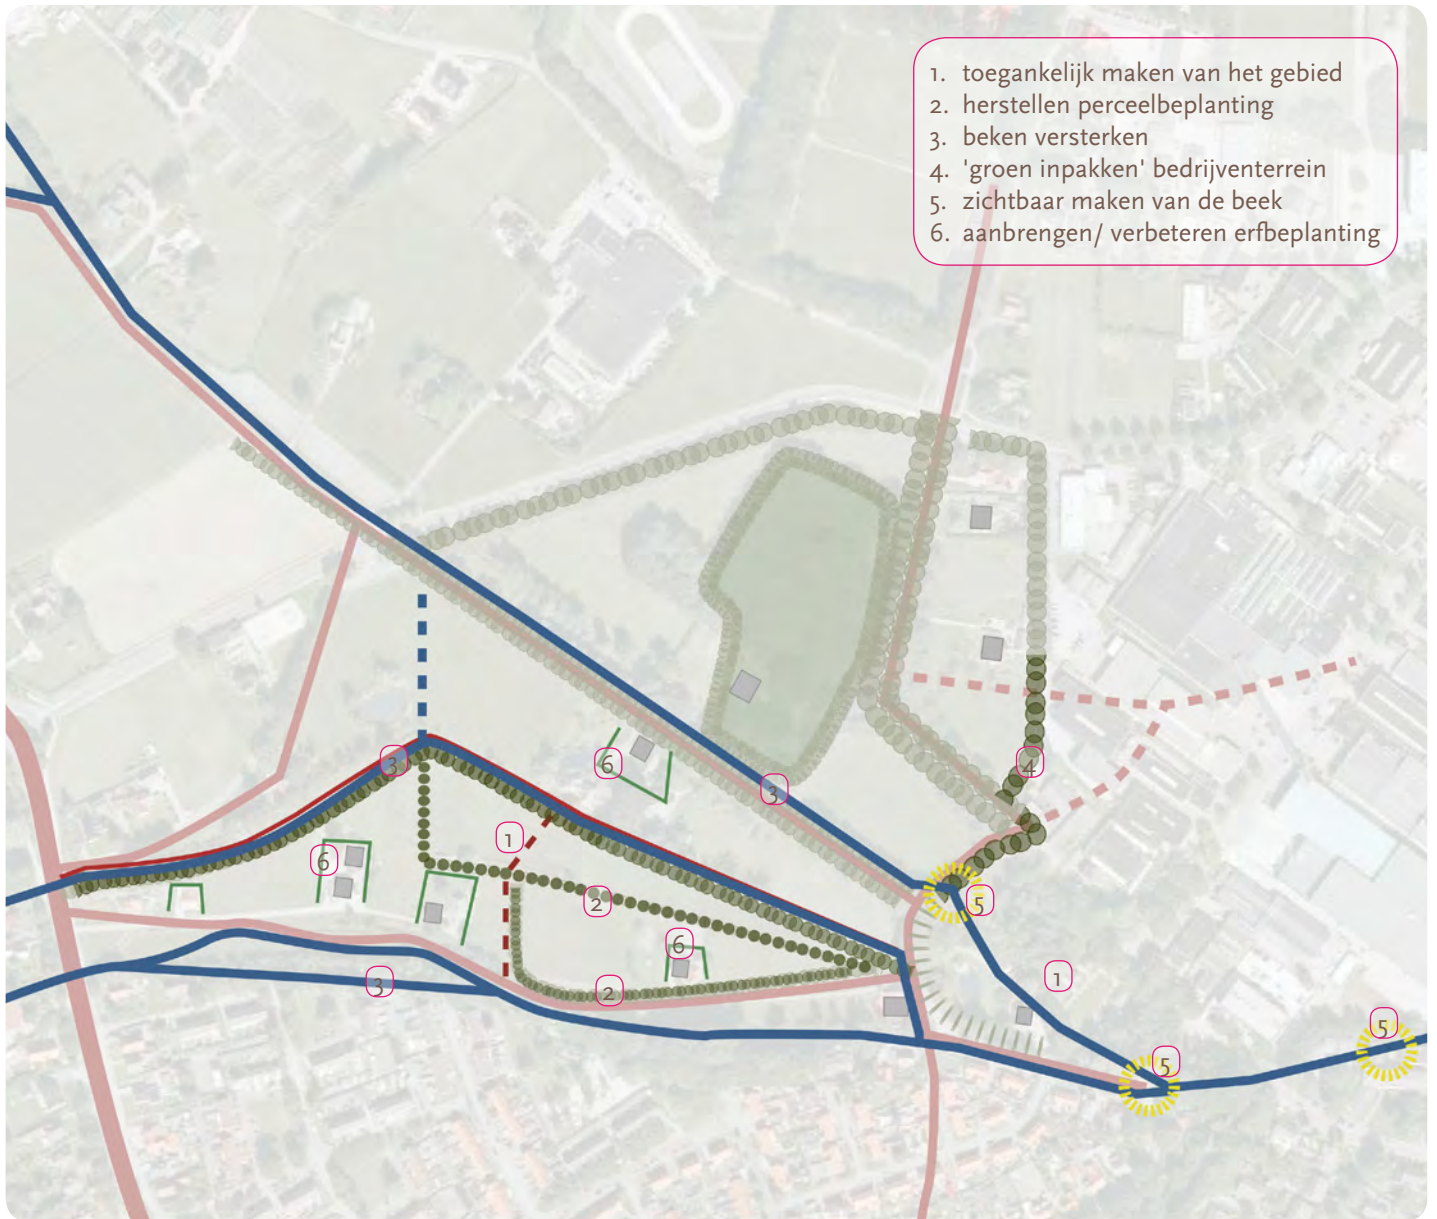 1. toegankelijk maken van het gebied
2. herstellen perceelbeplanting
3. beken versterken
4. 'groen inpakken' bedrijventerrein
5. zichtbaar maken van de beek
6. aanbrengen/ verbeteren erfbeplanting
3
6
3
4
1
6
2
5
6
3
2
1
5
5